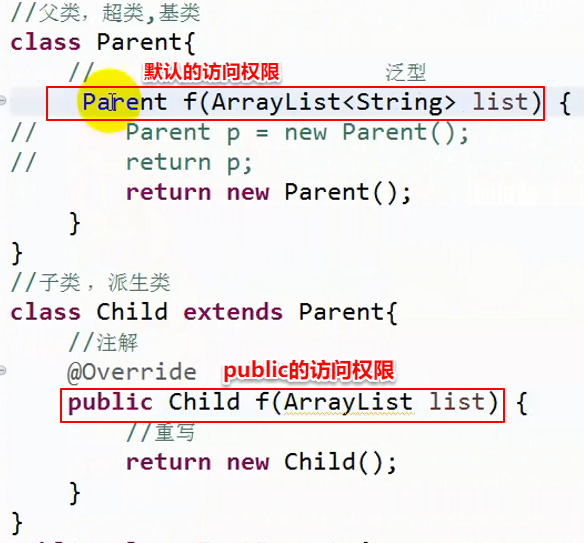 //父类，超类,基类
class Parent{
// 默认的访问权限 泛型
Parent f(ArrayList<String> list) {
// Parent p = new Parent();
// return p;
return new Parent();
}
}
//子类，派生类
class Child extends Parent{
//注解
@Override public的访问权限
public Child f(ArrayList list) {
//重写
return new Child();
}
}